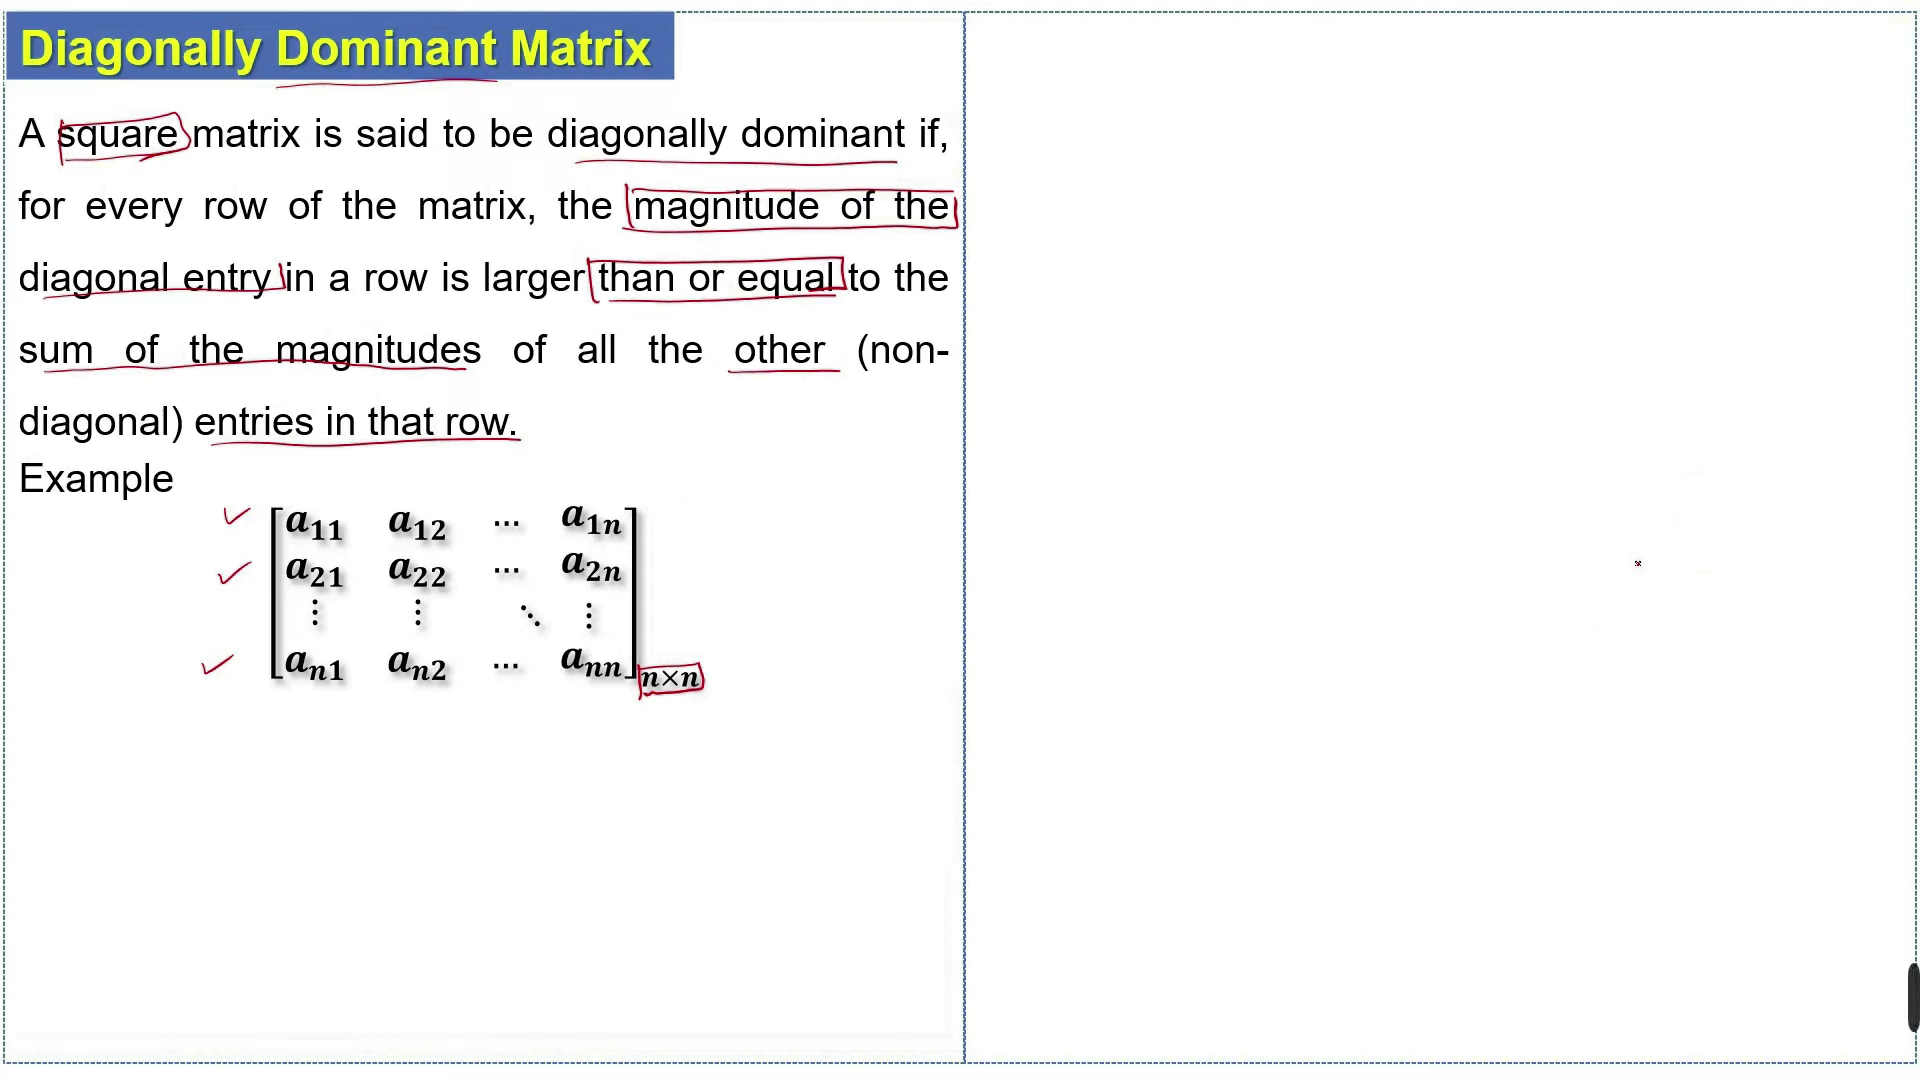 Diagonally Dominant Matrix
A square matrix is said to be diagonally dominant if,
for every row of the matrix, the magnitude of the
diagonal entry in a row is larger than or equal to the
sum of the magnitudes of all the other (non-
diagonal) entries in that row.
Example
a₁₁ a₁₂ ... a₁ₙ
a₂₁ a₂₂ ... a₂ₙ
⋮ ⋮ ⋱ ⋮
aₙ₁ aₙ₂ ... aₙₙ
n×n